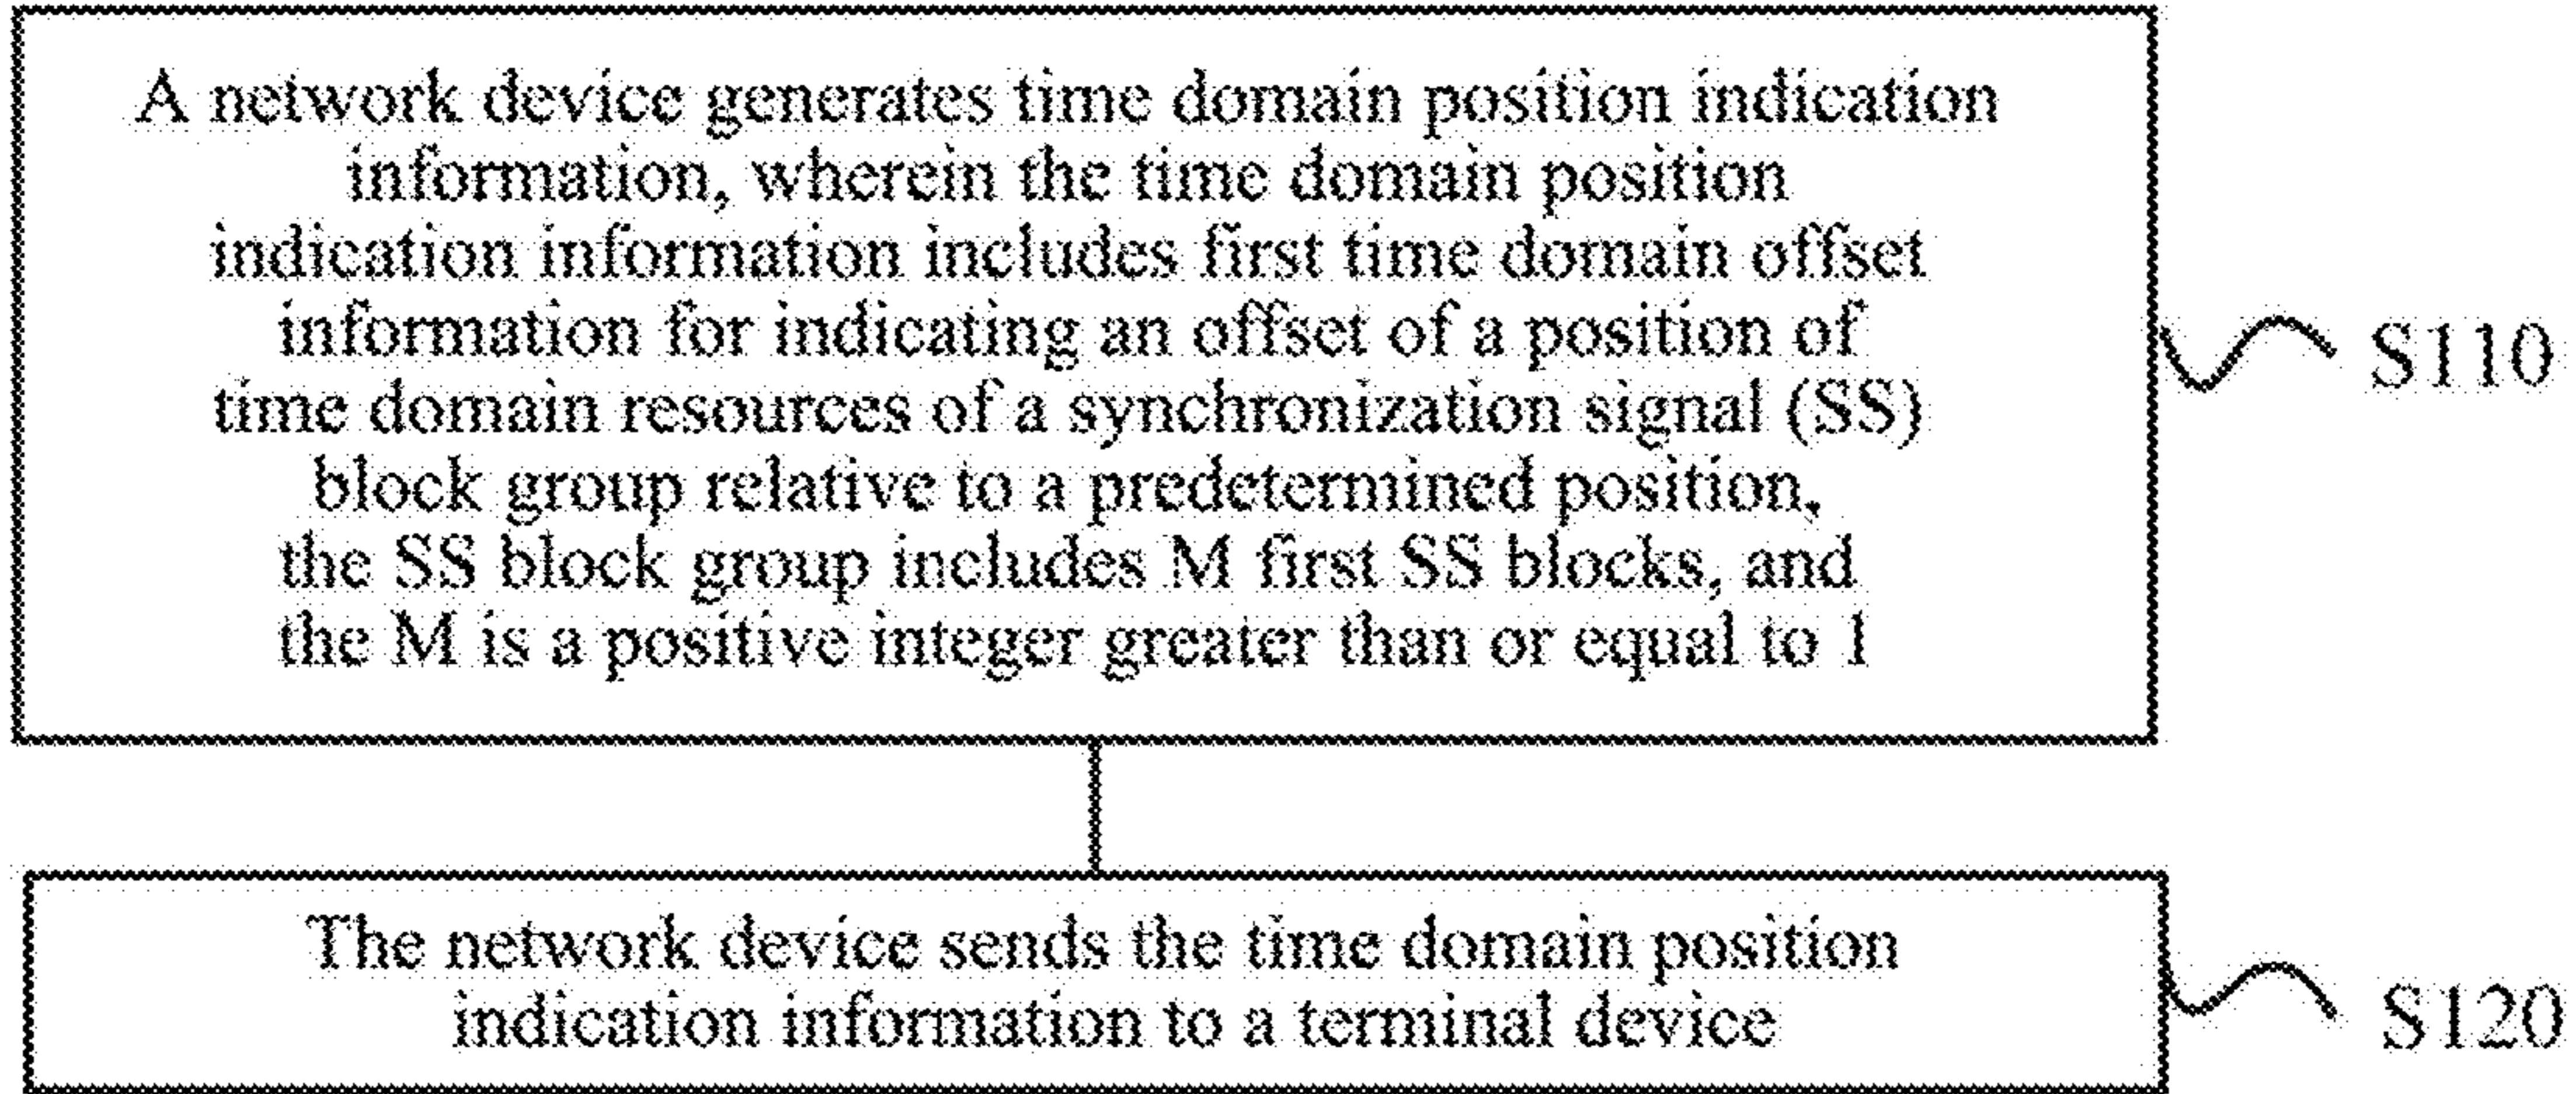 A network device generates time domain position indication
information, wherein the time domain position
indication information includes first time domain offset
information for indicating an offset of a position of
time domain resources of a synchronization signal (SS)
block group relative to a predetermined position,
the SS block group includes M first SS blocks, and
the M is a positive integer greater than or equal to 1
S110
The network device sends the time domain position
indication information to a terminal device
S120